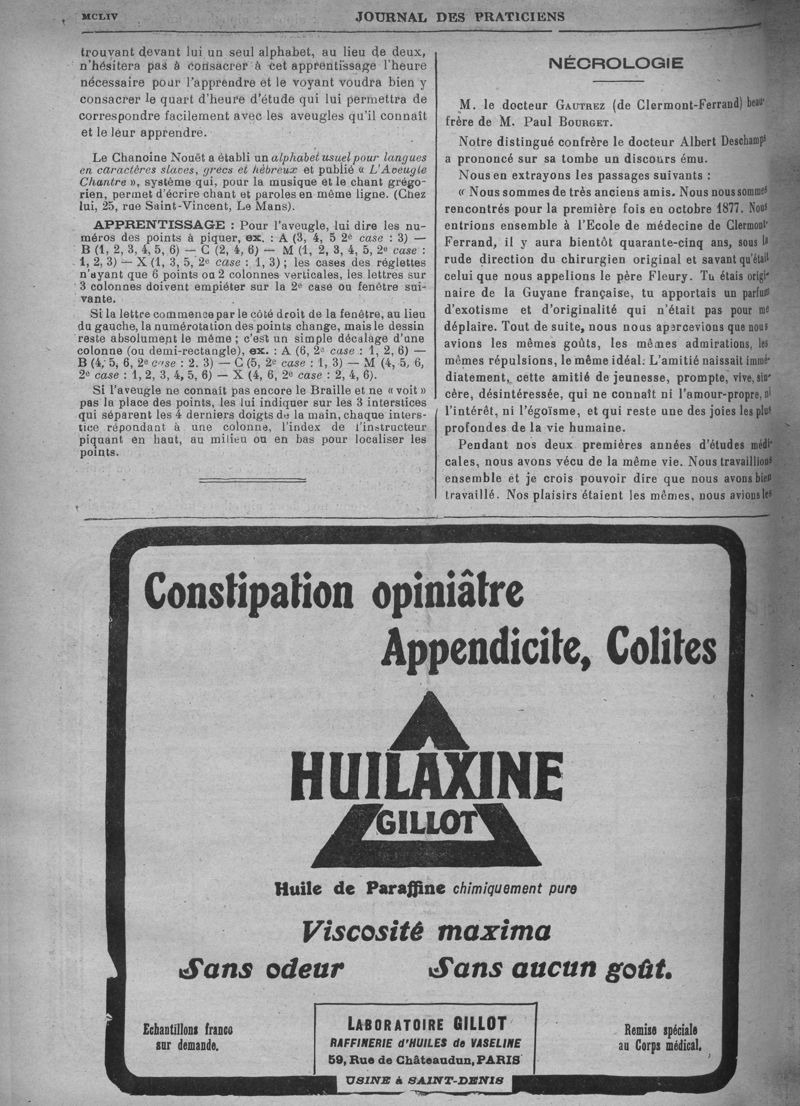 MCLIV
JOURNAL DES PRATICIENS
trouvant devant lui un seul alphabet, au lieu de deux,
n'hésitera pas à consacrer à cet apprentissage l'heure
nécessaire pour l'apprendre et le voyant voudra bien y
consacrer le quart d'heure d'étude qui lui permettra de
correspondre facilement avec les aveugles qu'il connaît
et le leur apprendre.
Le Chanoine Nouët a établi un alphabet usuel pour langues
en caractères slaves, grecs et hébreux et publié « L'Aveugle
Chantre », système qui, pour la musique et le chant grégo-
rien, permet d'écrire chant et paroles en même ligne. (Chez
lui, 25, rue Saint-Vincent, Le Mans).
APPRENTISSAGE : Pour l'aveugle, lui dire les nu-
méros des points à piquer, ex. : A (3, 4, 5 2e case : 3) —
B (1, 2, 3, 4, 5, 6) — C (2, 4, 6) — M (1, 2, 3, 4, 5, 2e case :
1, 2, 3) — X (1, 3, 5, 2e case : 1, 3) ; les cases des réglettes
n'ayant que 6 points ou 2 colonnes verticales, les lettres sur
3 colonnes doivent empiéter sur la 2e case ou fenêtre sui-
vante.
Si la lettre commence par le côté droit de la fenêtre, au lieu
du gauche, la numérotation des points change, mais le dessin
reste absolument le même ; c'est un simple décalage d'une
colonne (ou demi-rectangle), ex. : A (6, 2e case : 1, 2, 6) —
B (4, 5, 6, 2e case : 2. 3) — C (5, 2e case : 1, 3) — M (4, 5, 6,
2e case : 1, 2, 3, 4, 5, 6) — X (4, 6, 2e case : 2, 4, 6).
Si l'aveugle ne connaît pas encore le Braille et ne « voit »
pas la place des points, les lui indiquer sur les 3 interstices
qui séparent les 4 derniers doigts de la main, chaque inters-
tice répondant à une colonne, l'index de l'instructeur
piquant en haut, au milieu ou en bas pour localiser les
points.
NÉCROLOGIE
M. le docteur GAUTREZ (de Clermont-Ferrand) beau-
frère de M. Paul BOURGET.
Notre distingué confrère le docteur Albert Deschamps
a prononcé sur sa tombe un discours ému.
Nous en extrayons les passages suivants :
« Nous sommes de très anciens amis. Nous nous sommes
rencontrés pour la première fois en octobre 1877. Nous
entrions ensemble à l'Ecole de médecine de Clermont-
Ferrand, il y aura bientôt quarante-cinq ans, sous la
rude direction du chirurgien original et savant qu'était
celui que nous appelions le père Fleury. Tu étais origi-
naire de la Guyane française, tu apportais un parfum
d'exotisme et d'originalité qui n'était pas pour me
déplaire. Tout de suite, nous nous apercevions que nous
avions les mêmes goûts, les mêmes admirations, les
mêmes répulsions, le même idéal: L'amitié naissait immé-
diatement, cette amitié de jeunesse, prompte, vive, sin-
cère, désintéressée, qui ne connaît ni l'amour-propre, ni
l'intérêt, ni l'égoïsme, et qui reste une des joies les plus
profondes de la vie humaine.
Pendant nos deux premières années d'études médi-
cales, nous avons vécu de la même vie. Nous travaillions
ensemble et je crois pouvoir dire que nous avons bien
travaillé. Nos plaisirs étaient les mêmes, nous avions les
Constipation opiniâtre
Appendicite, Colites
HUILAXINE
GILLOT
Huile de Paraffine chimiquement pure
Viscosité maxima
Sans odeur Sans aucun goût.
Echantillons franco
sur demande.
LABORATOIRE GILLOT
RAFFINERIE d'HUILES de VASELINE
59, Rue de Châteaudun, PARIS
USINE à SAINT-DENIS
Remise spéciale
au Corps médical.